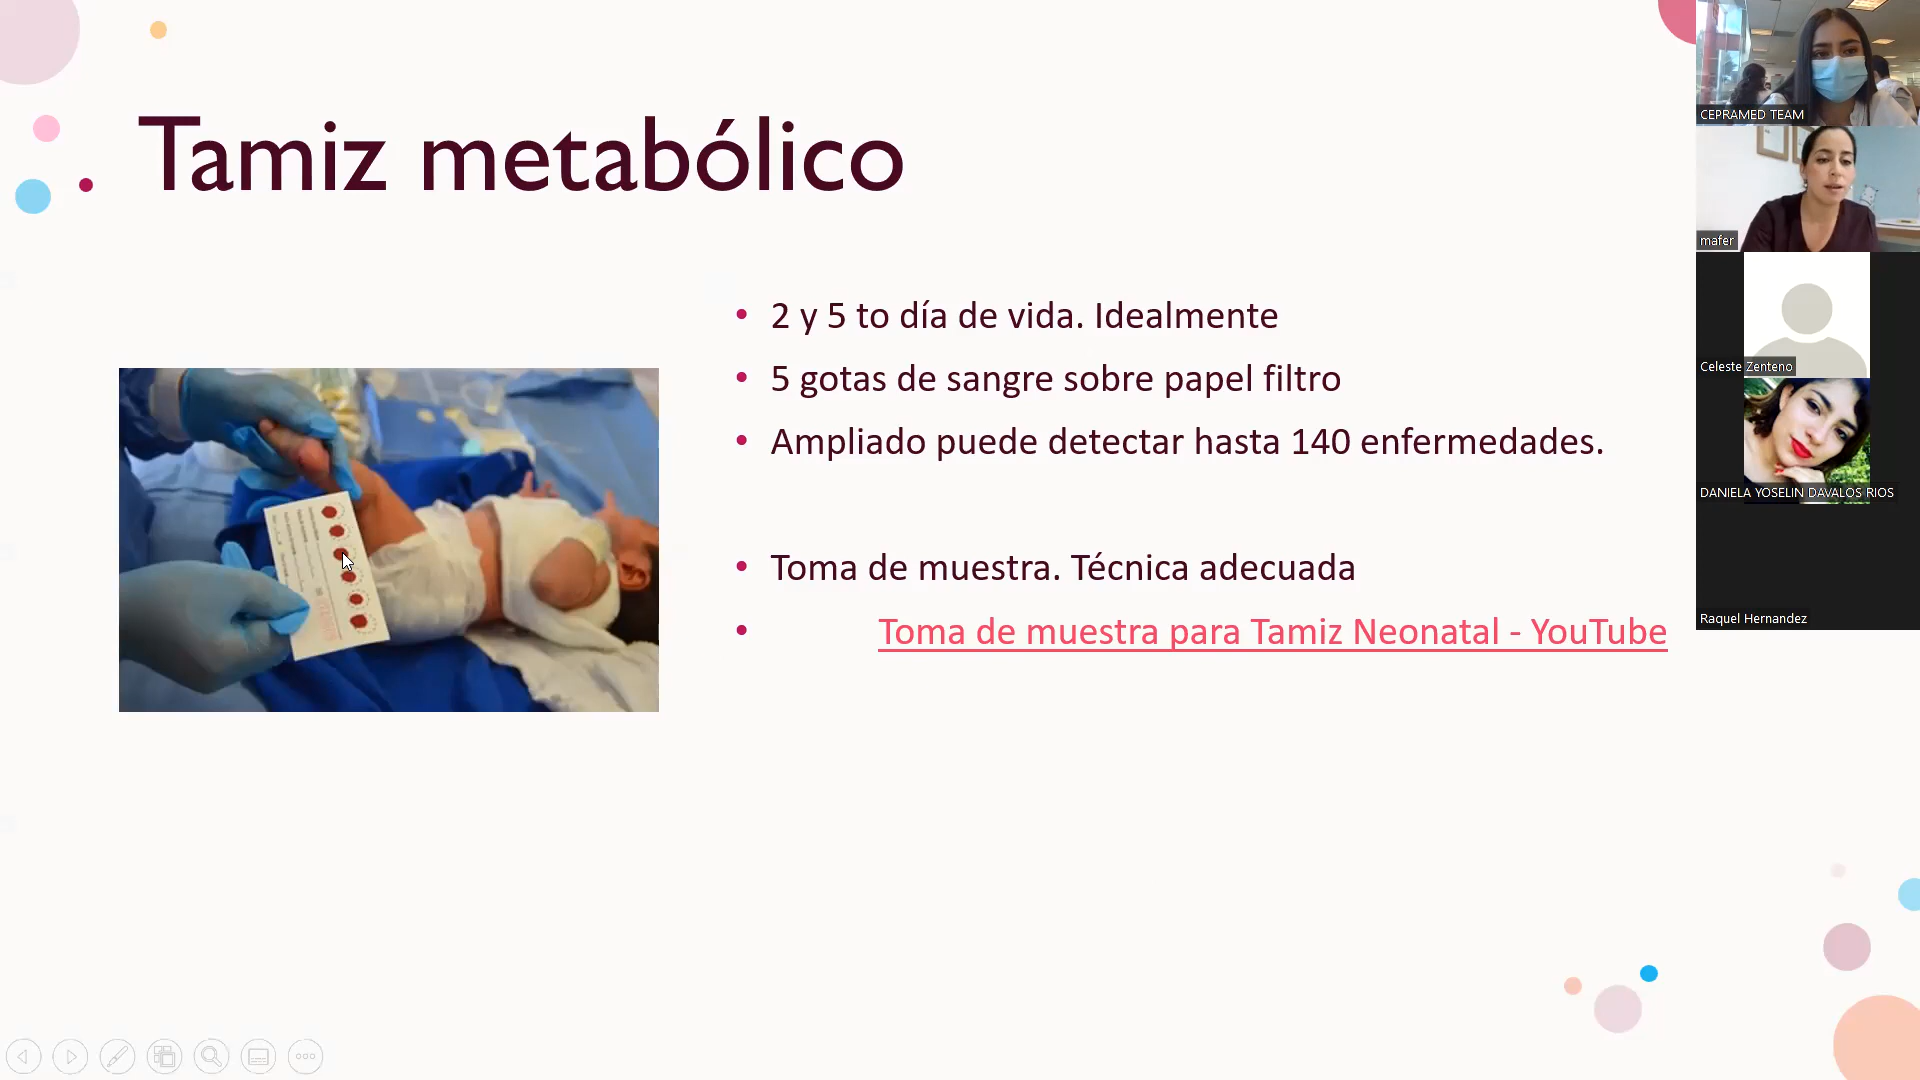 Tamiz metabólico
2 y 5 to día de vida. Idealmente
5 gotas de sangre sobre papel filtro
Ampliado puede detectar hasta 140 enfermedades.
Toma de muestra. Técnica adecuada
Toma de muestra para Tamiz Neonatal - YouTube
CEPRAMED TEAM
mafer
Celeste Zenteno
DANIELA YOSELIN DAVALOS RIOS
Raquel Hernandez